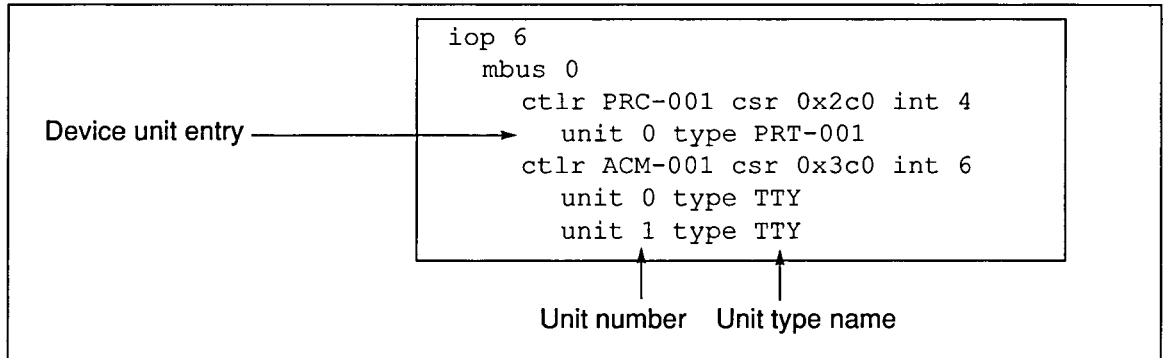 iop 6
mbus 0
ctlr PRC-001 csr 0x2c0 int 4
Device unit entry
unit 0 type PRT-001
ctlr ACM-001 csr 0x3c0 int 6
unit 0 type TTY
unit 1 type TTY
Unit number Unit type name